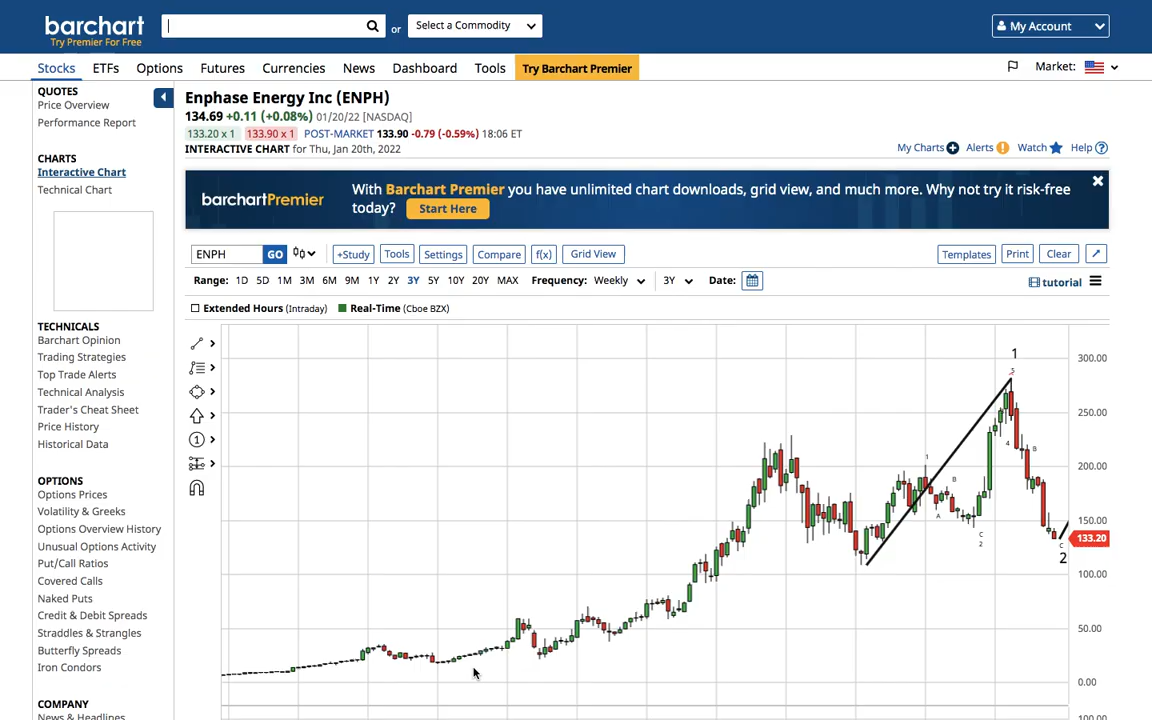 barchart
Try Premier For Free
or
Select a Commodity
My Account
Stocks ETFs Options Futures Currencies News Dashboard Tools Try Barchart Premier
Market:
QUOTES
Price Overview
Performance Report
CHARTS
Interactive Chart
Technical Chart
TECHNICALS
Barchart Opinion
Trading Strategies
Top Trade Alerts
Technical Analysis
Trader's Cheat Sheet
Price History
Historical Data
OPTIONS
Options Prices
Volatility & Greeks
Options Overview History
Unusual Options Activity
Put/Call Ratios
Covered Calls
Naked Puts
Credit & Debit Spreads
Straddles & Strangles
Butterfly Spreads
Iron Condors
COMPANY
News & Headlines
Enphase Energy Inc (ENPH)
134.69 +0.11 (+0.08%) 01/20/22 [NASDAQ]
133.20 x 1 133.90 x 1 POST-MARKET 133.90 -0.79 (-0.59%) 18:06 ET
INTERACTIVE CHART for Thu, Jan 20th, 2022
My Charts Alerts Watch Help
barchartPremier
With Barchart Premier you have unlimited chart downloads, grid view, and much more. Why not try it risk-free
today? Start Here
ENPH GO +Study Tools Settings Compare f(x) Grid View Templates Print Clear
Range: 1D 5D 1M 3M 6M 9M 1Y 2Y 3Y 5Y 10Y 20Y MAX Frequency: Weekly 3Y Date:
tutorial
Extended Hours (Intraday) Real-Time (Cboe BZX)
1
5
300.00
250.00
4
B
1
200.00
B
A
150.00
C
2
133.20
C
2
100.00
50.00
0.00
100.00